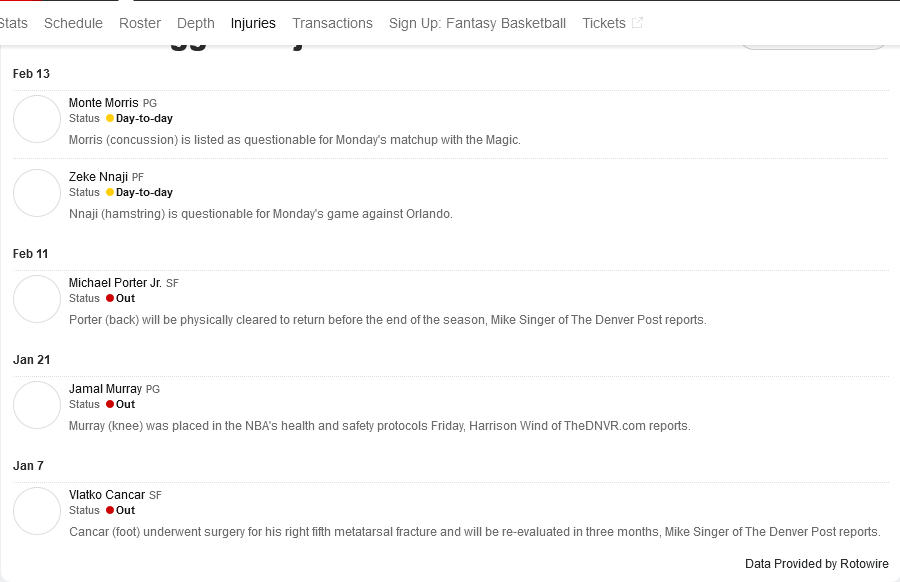 Stats Schedule Roster Depth Injuries Transactions Sign Up: Fantasy Basketball Tickets
Feb 13
Monte Morris PG
Status Day-to-day
Morris (concussion) is listed as questionable for Monday's matchup with the Magic.
Zeke Nnaji PF
Status Day-to-day
Nnaji (hamstring) is questionable for Monday's game against Orlando.
Feb 11
Michael Porter Jr. SF
Status Out
Porter (back) will be physically cleared to return before the end of the season, Mike Singer of The Denver Post reports.
Jan 21
Jamal Murray PG
Status Out
Murray (knee) was placed in the NBA's health and safety protocols Friday, Harrison Wind of TheDNVR.com reports.
Jan 7
Vlatko Cancar SF
Status Out
Cancar (foot) underwent surgery for his right fifth metatarsal fracture and will be re-evaluated in three months, Mike Singer of The Denver Post reports.
Data Provided by Rotowire